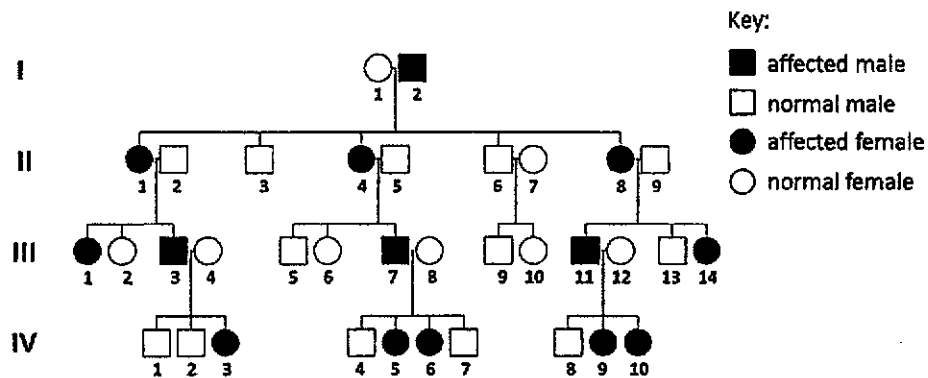 Key:
I
affected male
1 2
normal male
affected female
II
normal female
1 2 3 4 5 6 7 8 9
III
1 2 3 4 5 6 7 8 9 10 11 12 13 14
IV
1 2 3 4 5 6 7 8 9 10